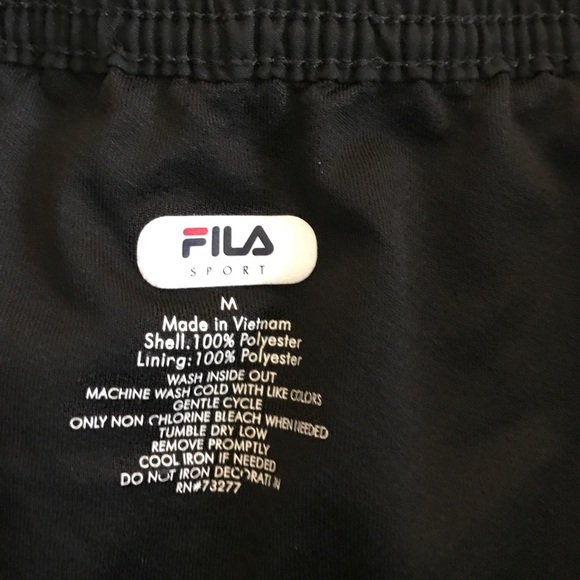 FILA
SPORT
M
Made in Vietnam
Shell: 100% Polyester
Lining: 100% Polyester
WASH INSIDE OUT
MACHINE WASH COLD WITH LIKE COLORS
GENTLE CYCLE
ONLY NON CHLORINE BLEACH WHEN NEEDED
TUMBLE DRY LOW
REMOVE PROMPTLY
COOL IRON IF NEEDED
DO NOT IRON DECORATION
RN#73277